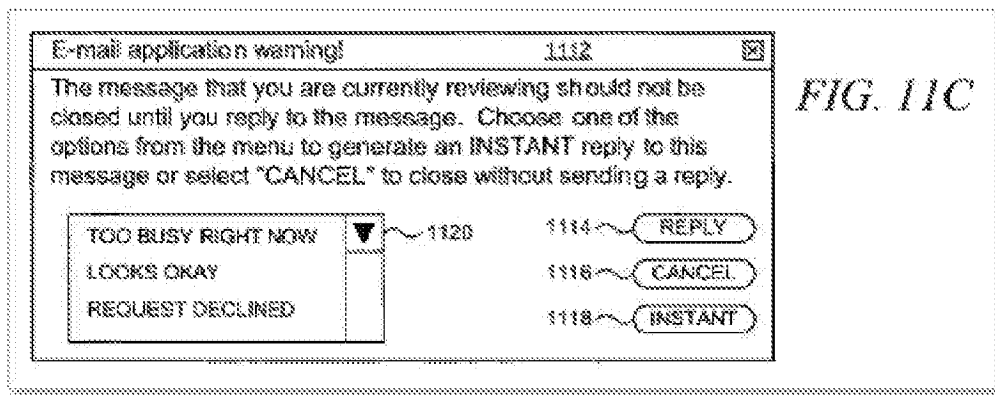 E-mail application warning! 1112
FIG. 11C
The message that you are currently reviewing should not be
closed until you reply to the message. Choose one of the
options from the menu to generate an INSTANT reply to this
message or select "CANCEL" to close without sending a reply.
TOO BUSY RIGHT NOW 1120 1114 REPLY
LOOKS OKAY 1116 CANCEL
REQUEST DECLINED 1118 INSTANT